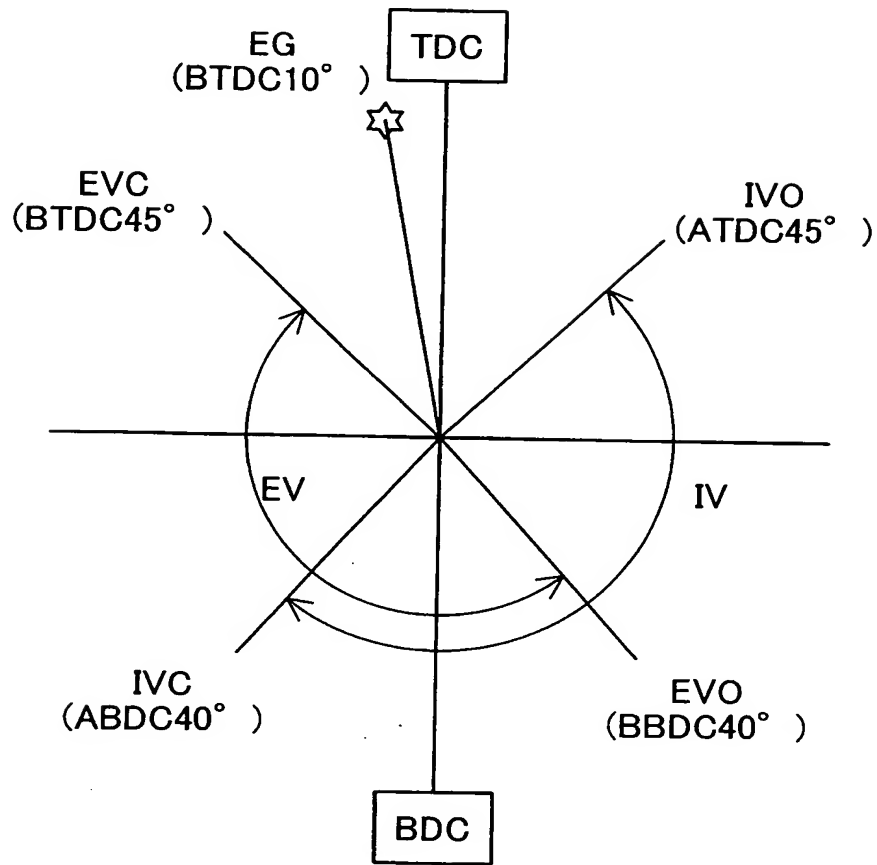 EG
(BTDC10° )
TDC
EVC
(BTDC45° )
IVO
(ATDC45° )
EV
IV
IVC
(ABDC40° )
EVO
(BBDC40° )
BDC